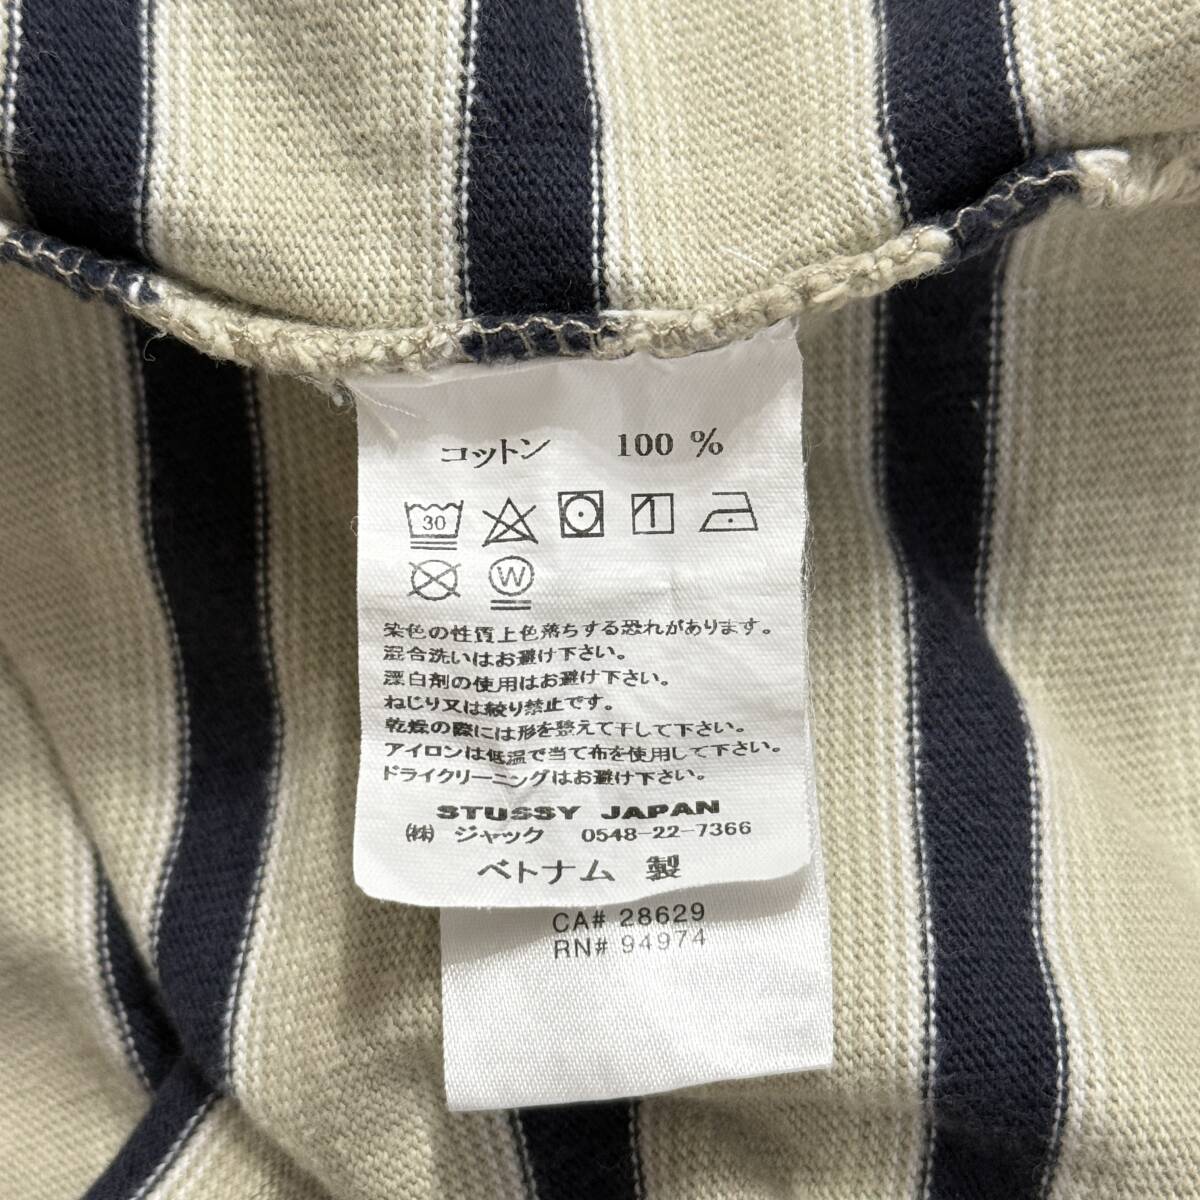 コットン 100 %
30
W
染色の性質上色落ちする恐れがあります。
混合洗いはお避け下さい。
漂白剤の使用はお避け下さい。
ねじり又は絞り禁止です。
乾燥の際には形を整えて干して下さい。
アイロンは低温で当て布を使用して下さい。
ドライクリーニングはお避け下さい。
STUSSY JAPAN
㈱ ジャック 0548-22-7366
ベトナム 製
CA# 28629
RN# 94974